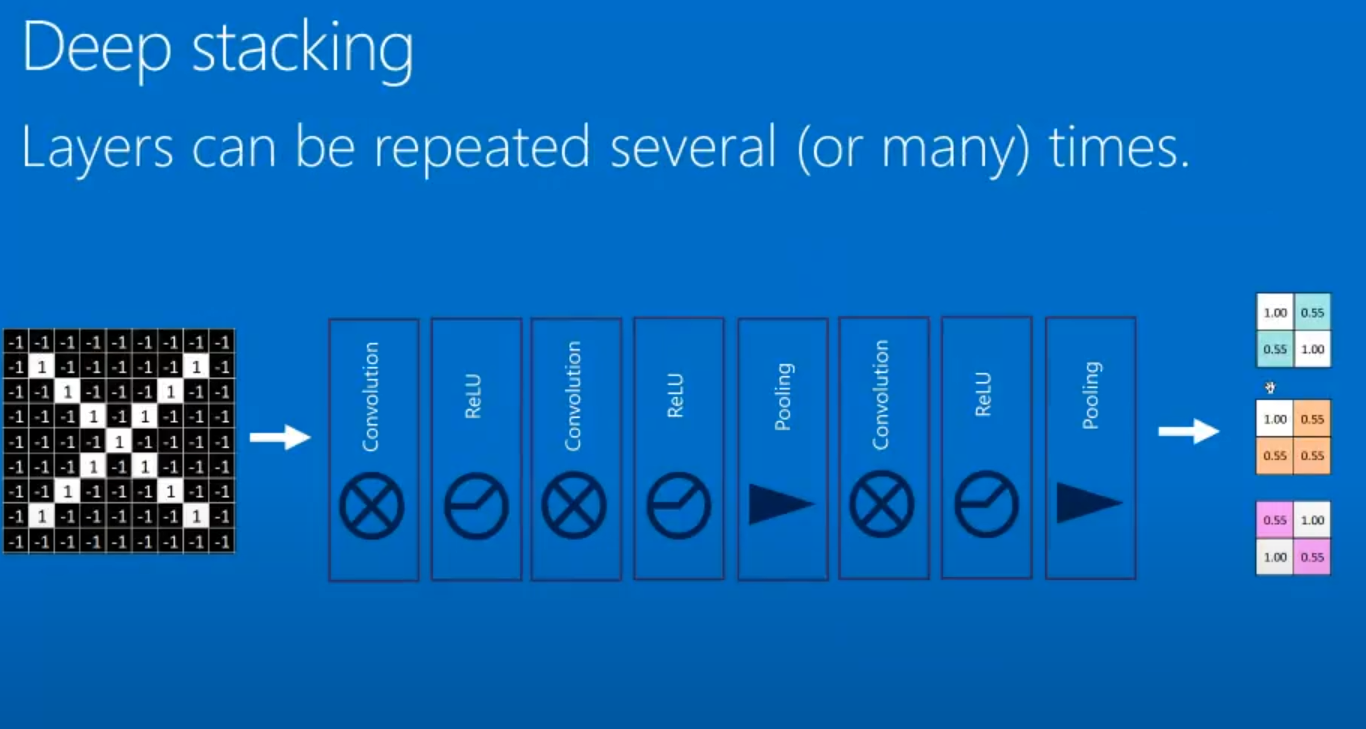 Deep stacking
Layers can be repeated several (or many) times.
-1 -1 -1 -1 -1 -1 -1 -1 -1
-1 1 -1 -1 -1 -1 -1 1 -1
-1 -1 1 -1 -1 -1 1 -1 -1
-1 -1 -1 1 -1 1 -1 -1 -1
-1 -1 -1 -1 1 -1 -1 -1 -1
-1 -1 -1 1 -1 1 -1 -1 -1
-1 -1 1 -1 -1 -1 1 -1 -1
-1 1 -1 -1 -1 -1 -1 1 -1
-1 -1 -1 -1 -1 -1 -1 -1 -1
Convolution
ReLU
Convolution
ReLU
Pooling
Convolution
ReLU
Pooling
1.00 0.55
0.55 1.00
1.00 0.55
0.55 0.55
0.55 1.00
1.00 0.55